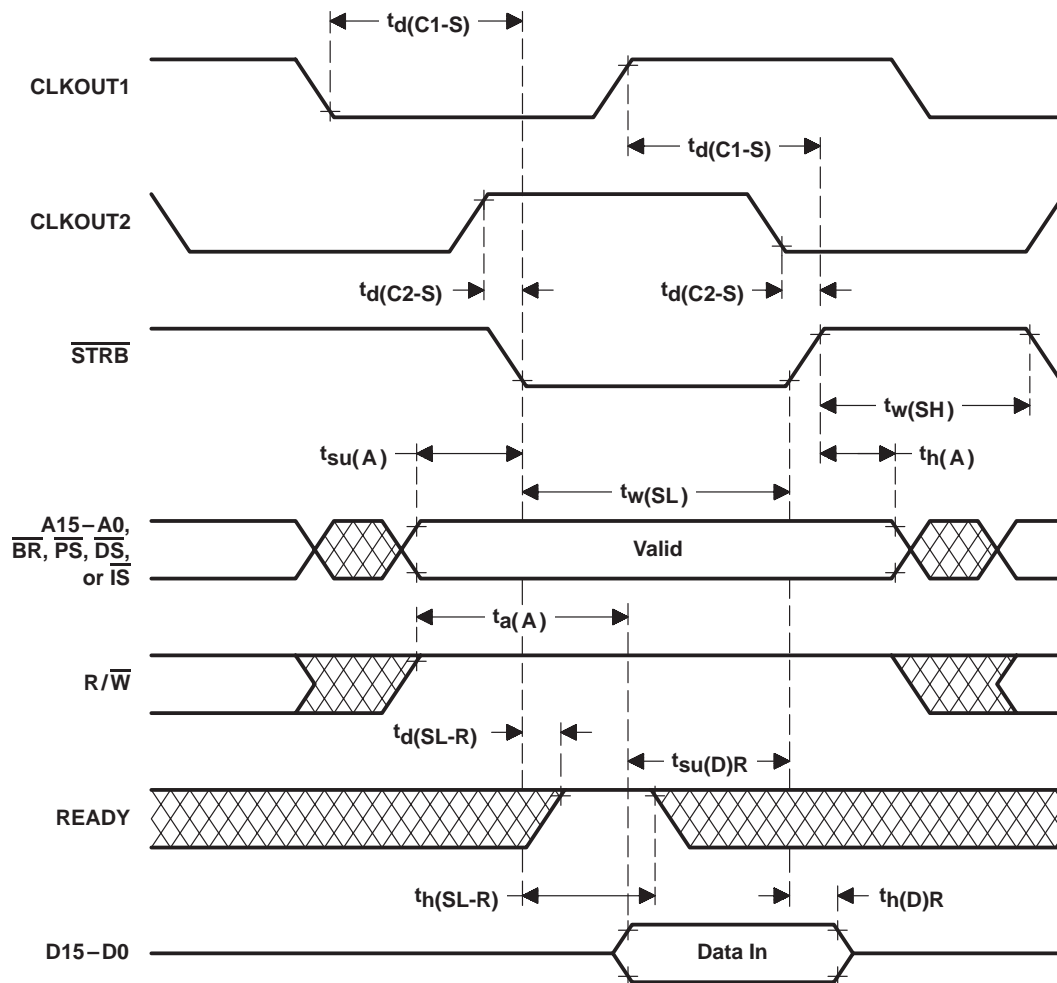 td(C1-S)
CLKOUT1
td(C1-S)
CLKOUT2
td(C2-S)
td(C2-S)
STRB
tw(SH)
tsu(A)
th(A)
tw(SL)
A15–A0,
BR, PS, DS,
or IS
Valid
ta(A)
R/W
td(SL-R)
tsu(D)R
READY
th(SL-R)
th(D)R
D15–D0
Data In